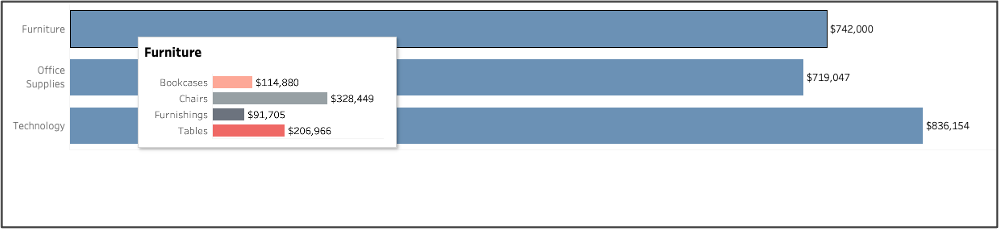 Furniture $742,000
Furniture
Bookcases $114,880
Chairs $328,449
Furnishings $91,705
Tables $206,966
Office
Supplies $719,047
Technology $836,154